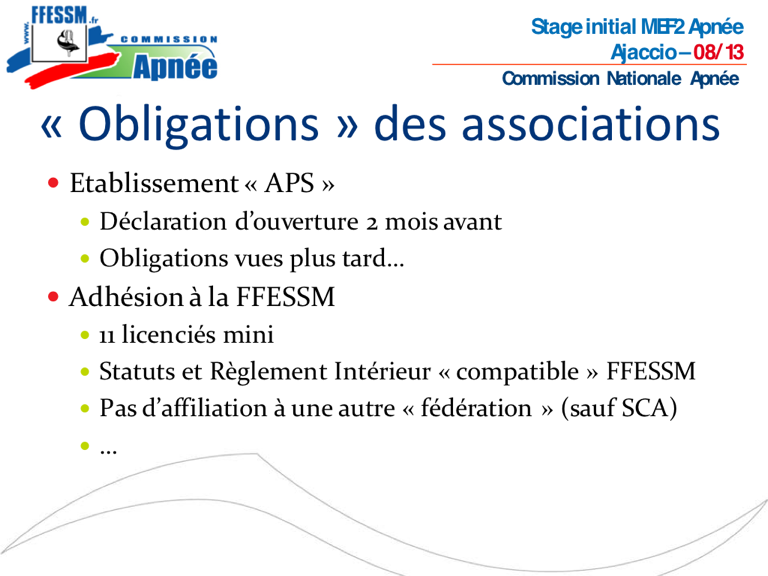 www.FFESSM.fr
COMMISSION
Apnée
Stage initial MEF2 Apnée
Ajaccio – 08/13
Commission Nationale Apnée
« Obligations » des associations
Etablissement « APS »
Déclaration d’ouverture 2 mois avant
Obligations vues plus tard…
Adhésion à la FFESSM
11 licenciés mini
Statuts et Règlement Intérieur « compatible » FFESSM
Pas d’affiliation à une autre « fédération » (sauf SCA)
…